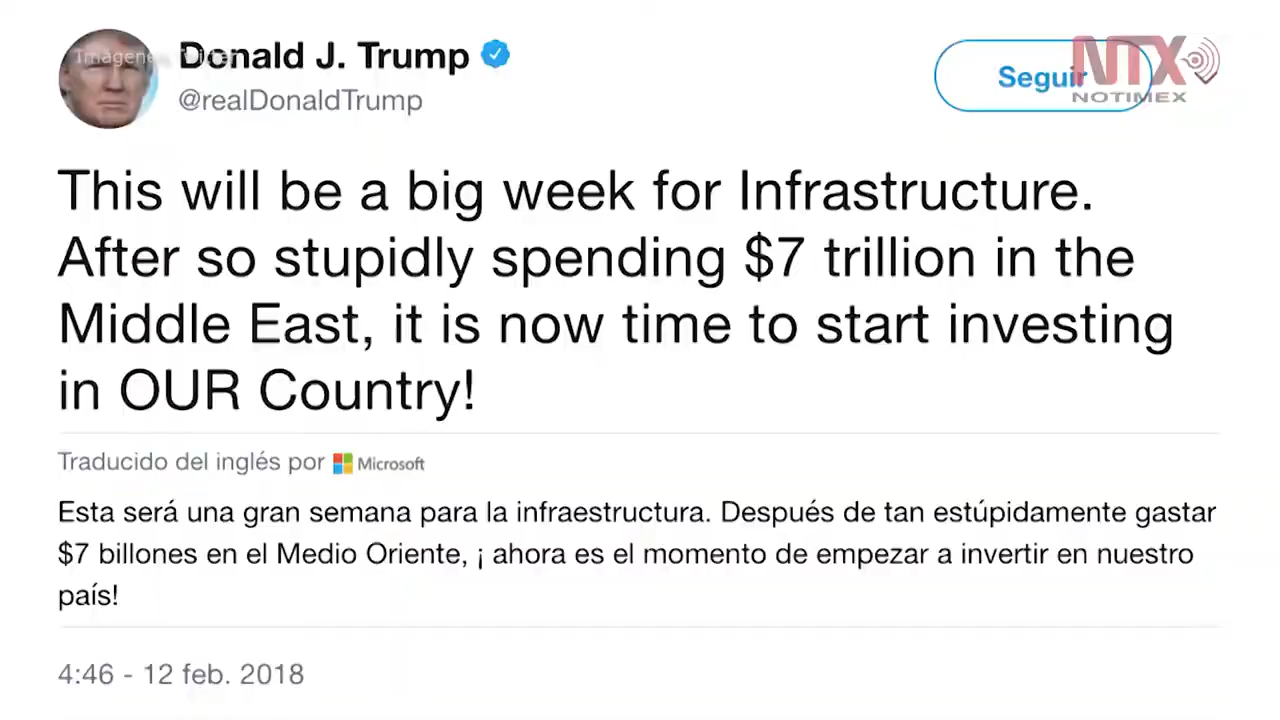 Imágenes: Twitter
Donald J. Trump
@realDonaldTrump
Seguir
NTX
NOTIMEX
This will be a big week for Infrastructure.
After so stupidly spending $7 trillion in the
Middle East, it is now time to start investing
in OUR Country!
Traducido del inglés por Microsoft
Esta será una gran semana para la infraestructura. Después de tan estúpidamente gastar
$7 billones en el Medio Oriente, ¡ ahora es el momento de empezar a invertir en nuestro
país!
4:46 - 12 feb. 2018